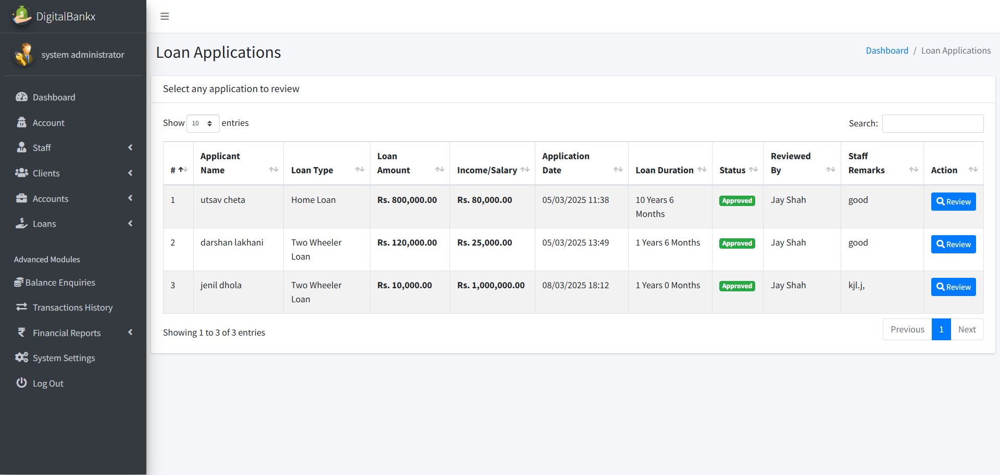 DigitalBankx
system administrator
Dashboard
Account
Staff
Clients
Accounts
Loans
Advanced Modules
Balance Enquiries
Transactions History
Financial Reports
System Settings
Log Out
Loan Applications
Dashboard / Loan Applications
Select any application to review
Show 10 entries
Search:
# Applicant Name Loan Type Loan Amount Income/Salary Application Date Loan Duration Status Reviewed By Staff Remarks Action
1 utsav cheta Home Loan Rs. 800,000.00 Rs. 80,000.00 05/03/2025 11:38 10 Years 6 Months Approved Jay Shah good Review
2 darshan lakhani Two Wheeler Loan Rs. 120,000.00 Rs. 25,000.00 05/03/2025 13:49 1 Years 6 Months Approved Jay Shah good Review
3 jenil dhola Two Wheeler Loan Rs. 10,000.00 Rs. 1,000,000.00 08/03/2025 18:12 1 Years 0 Months Approved Jay Shah kjl.j, Review
Showing 1 to 3 of 3 entries
Previous 1 Next